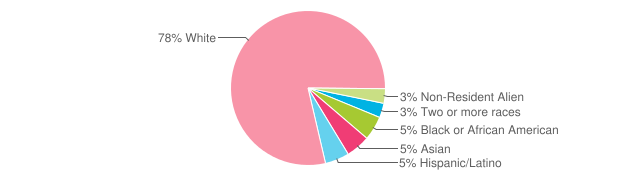 78% White
3% Non-Resident Alien
3% Two or more races
5% Black or African American
5% Asian
5% Hispanic/Latino